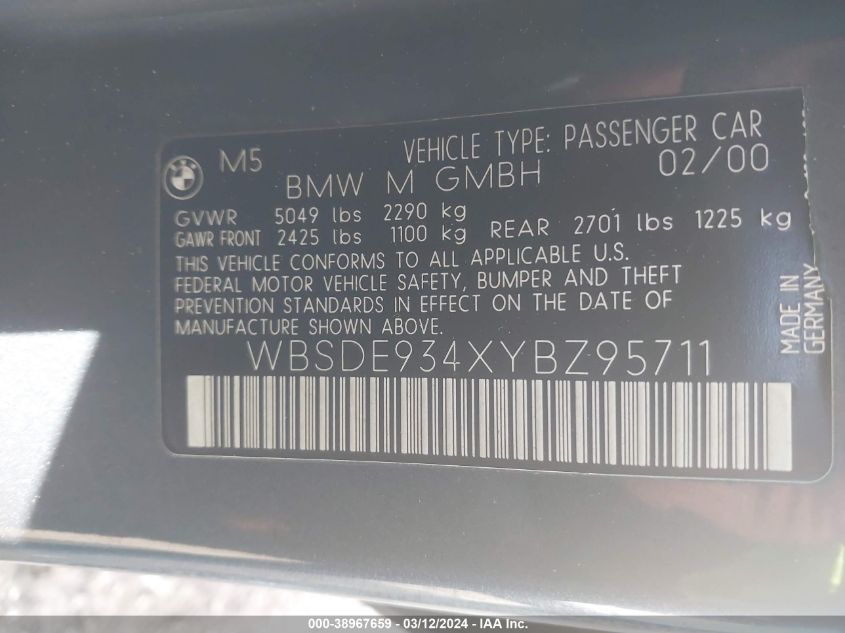 M5 VEHICLE TYPE: PASSENGER CAR
BMW M GMBH 02/00
GVWR 5049 lbs 2290 kg
GAWR FRONT 2425 lbs 1100 kg REAR 2701 lbs 1225 kg
THIS VEHICLE CONFORMS TO ALL APPLICABLE U.S.
FEDERAL MOTOR VEHICLE SAFETY, BUMPER AND THEFT
PREVENTION STANDARDS IN EFFECT ON THE DATE OF
MANUFACTURE SHOWN ABOVE.
WBSDE934XYBZ95711
MADE IN
GERMANY
000-38967659 - 03/12/2024 - IAA Inc.